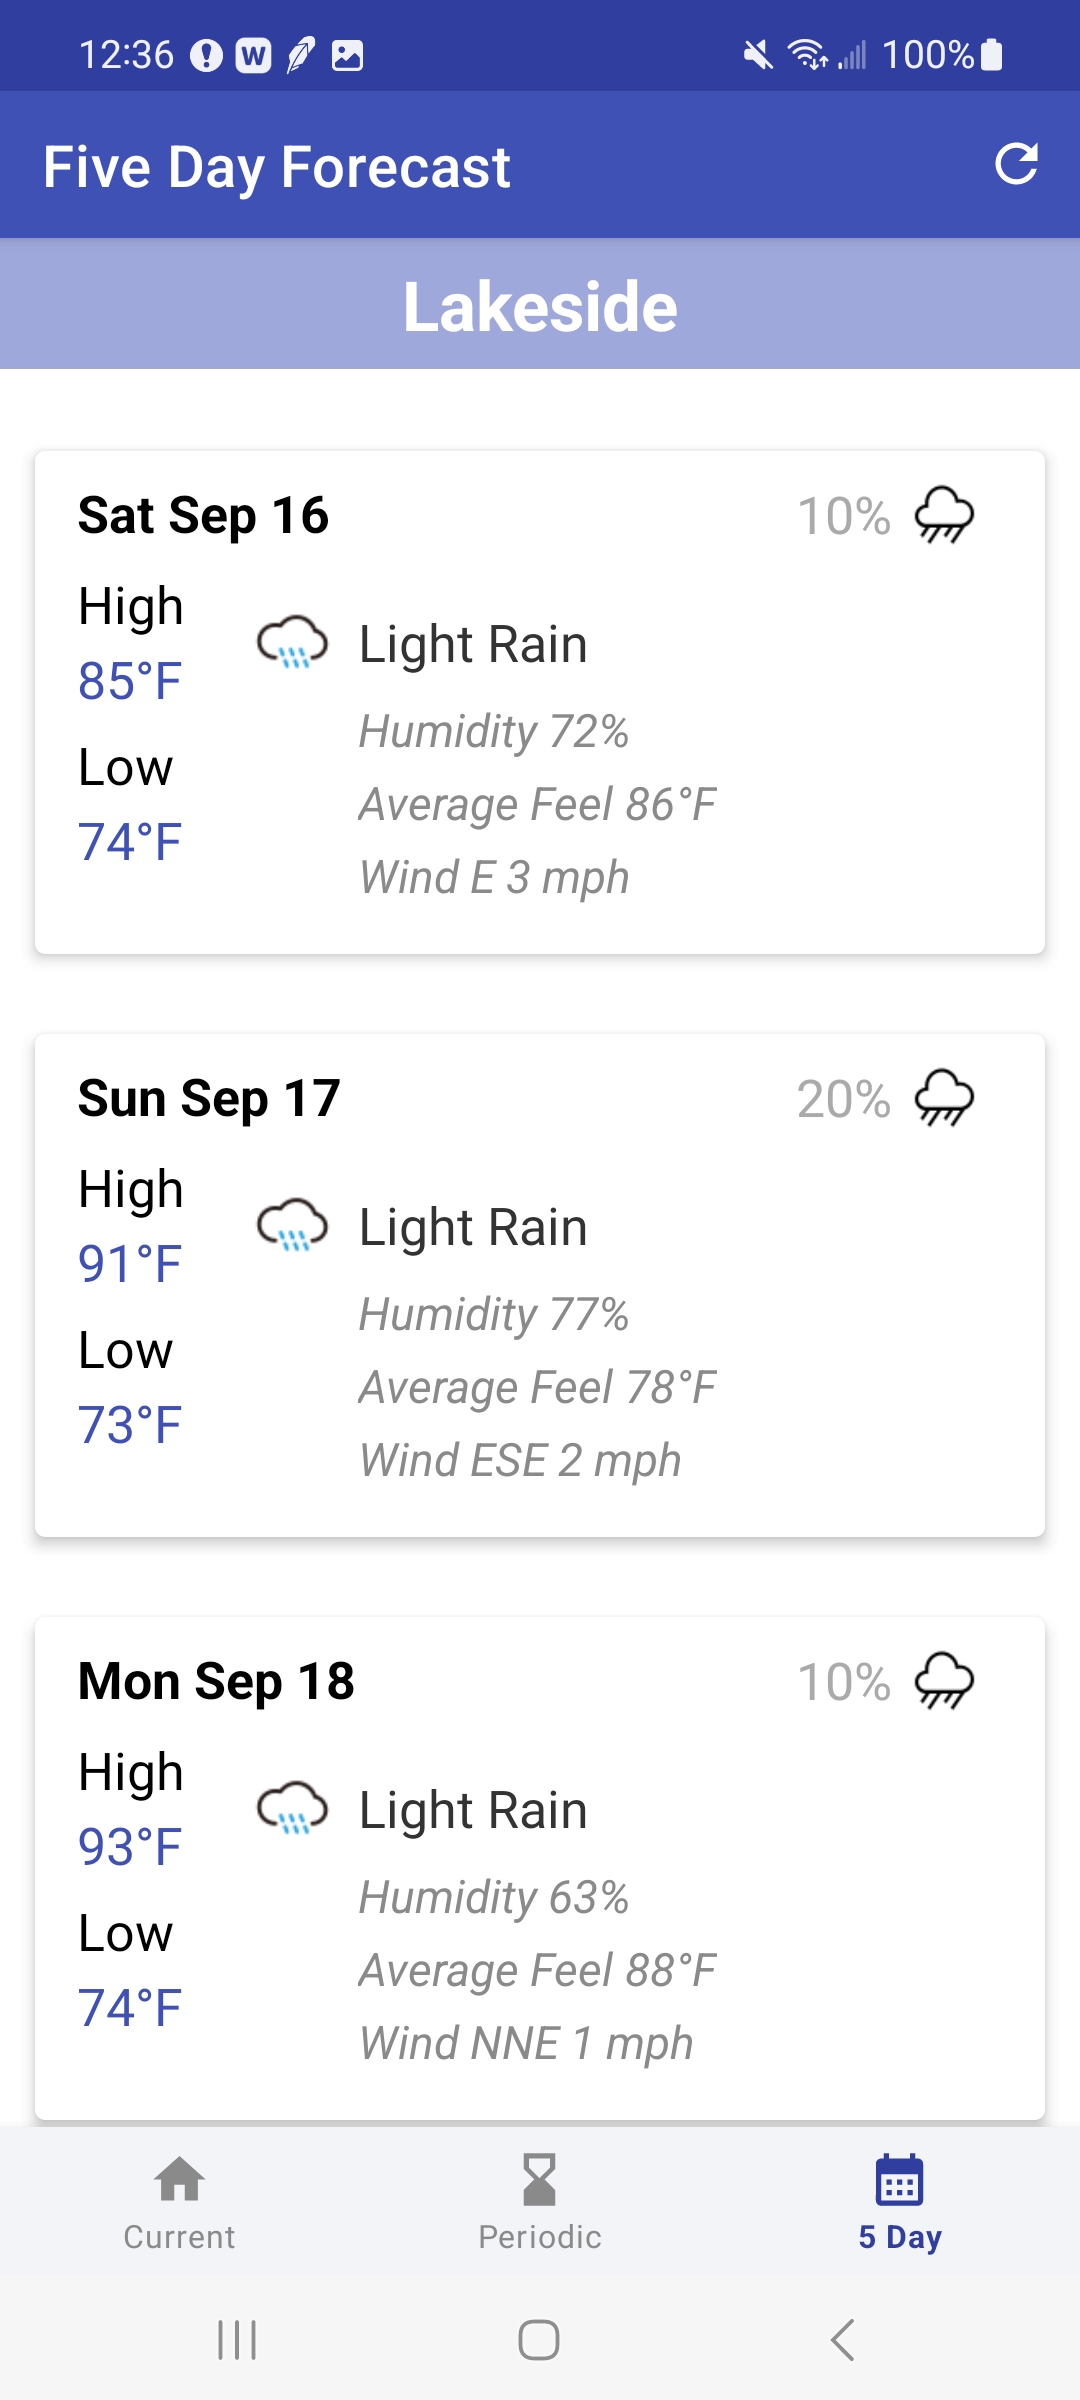 12:36 W 100%
Five Day Forecast
Lakeside
Sat Sep 16 10%
High
85°F
Low
74°F
Light Rain
Humidity 72%
Average Feel 86°F
Wind E 3 mph
Sun Sep 17 20%
High
91°F
Low
73°F
Light Rain
Humidity 77%
Average Feel 78°F
Wind ESE 2 mph
Mon Sep 18 10%
High
93°F
Low
74°F
Light Rain
Humidity 63%
Average Feel 88°F
Wind NNE 1 mph
Current Periodic 5 Day